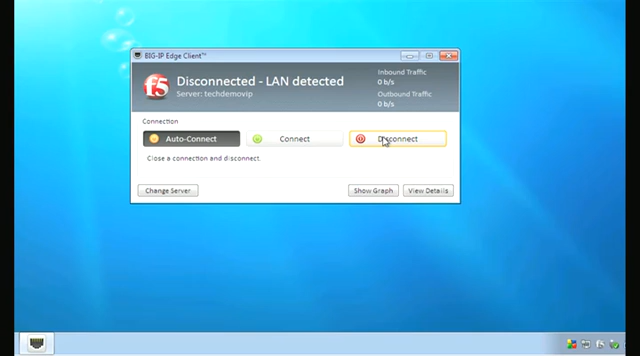 BIG-IP Edge Client™
f5
Disconnected - LAN detected
Server: techdemovip
Inbound Traffic
0 b/s
Outbound Traffic
0 b/s
Connection
Auto-Connect
Connect
Disconnect
Close a connection and disconnect.
Change Server
Show Graph
View Details